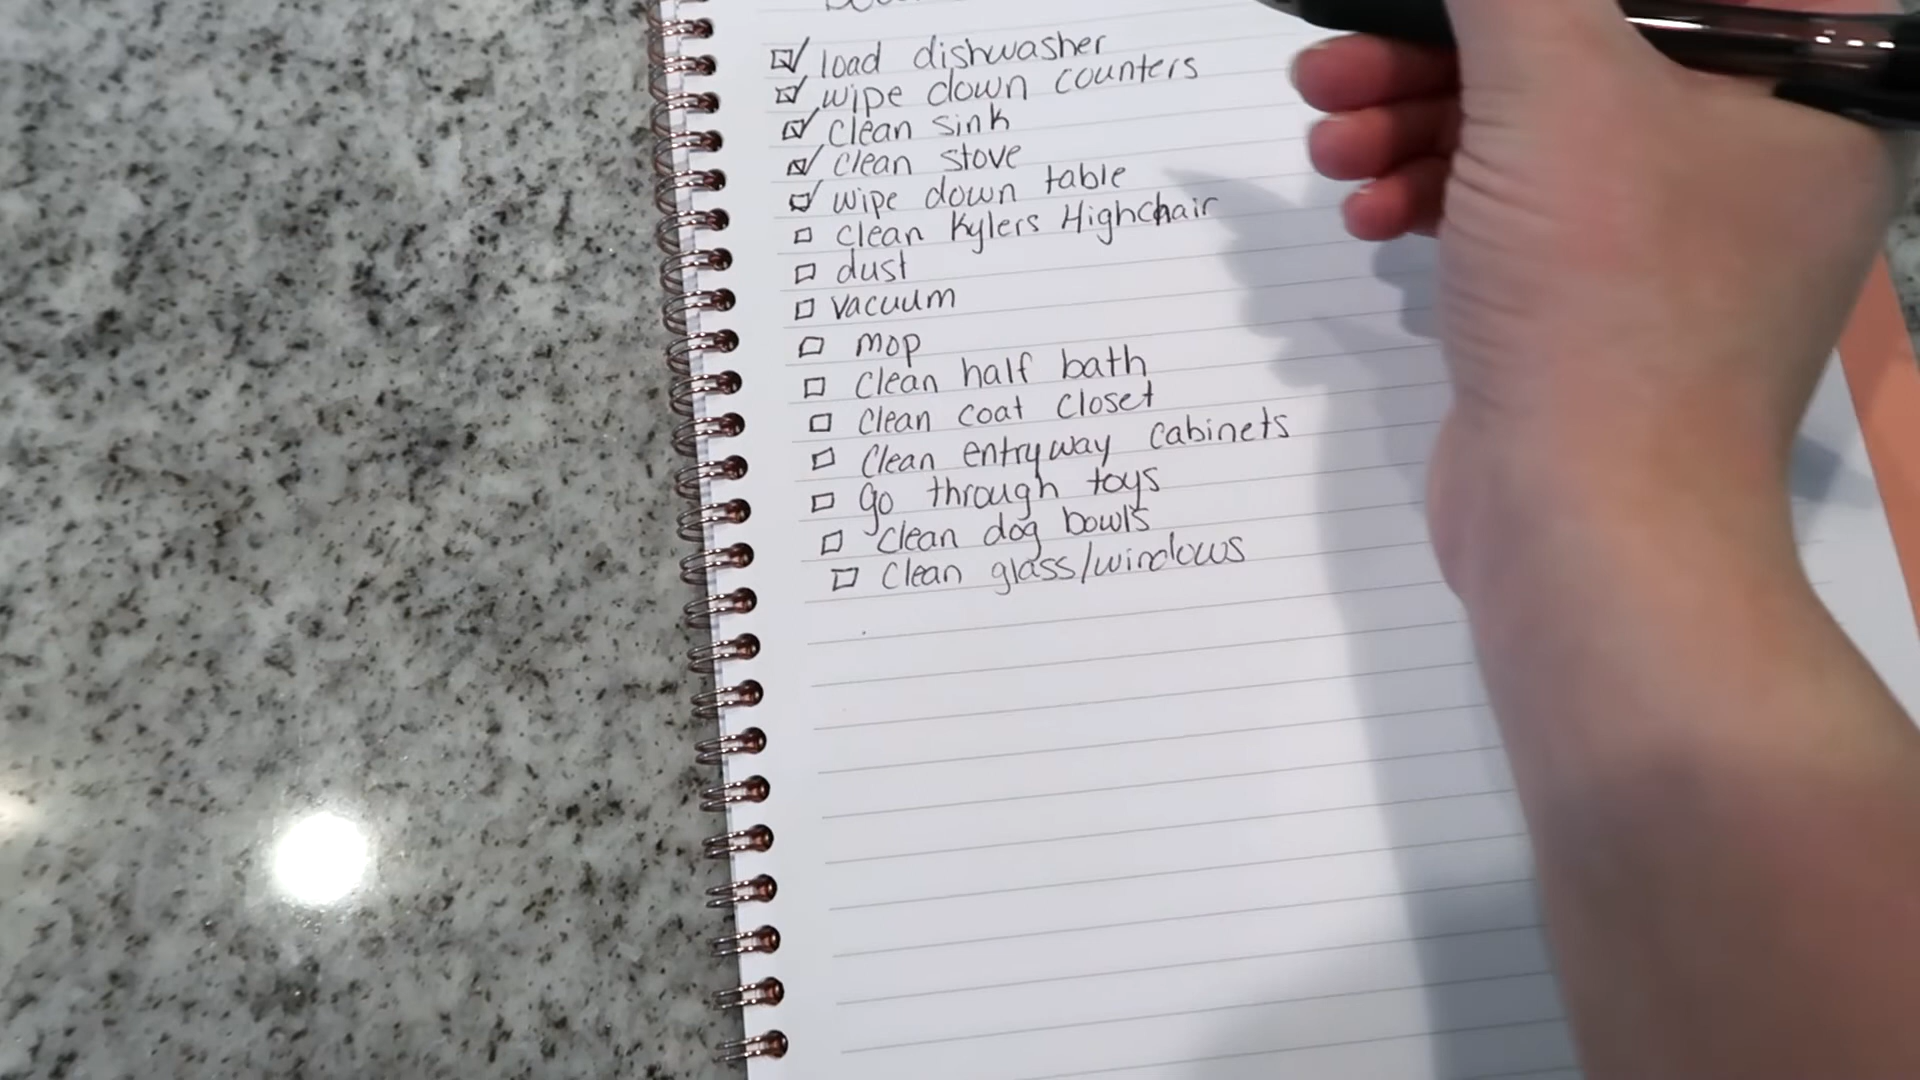 load dishwasher
wipe down counters
clean sink
clean stove
wipe down table
clean Kylers Highchair
dust
vacuum
mop
Clean half bath
Clean coat closet
Clean entryway cabinets
go through toys
Clean dog bowls
Clean glass/windows